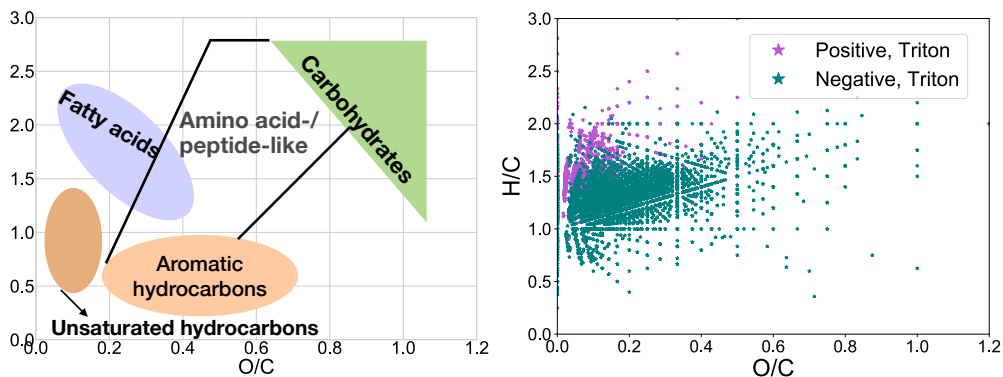 3.0
2.5
2.0
1.5
1.0
0.5
0.0
0.0
0.2
0.4
0.6
0.8
1.0
1.2
O/C
Fatty acids
Amino acid-/
peptide-like
Carbohydrates
Aromatic
hydrocarbons
Unsaturated hydrocarbons
3.0
2.5
2.0
1.5
1.0
0.5
0.0
H/C
0.2
0.4
0.6
0.8
1.0
1.2
O/C
Positive, Triton
Negative, Triton